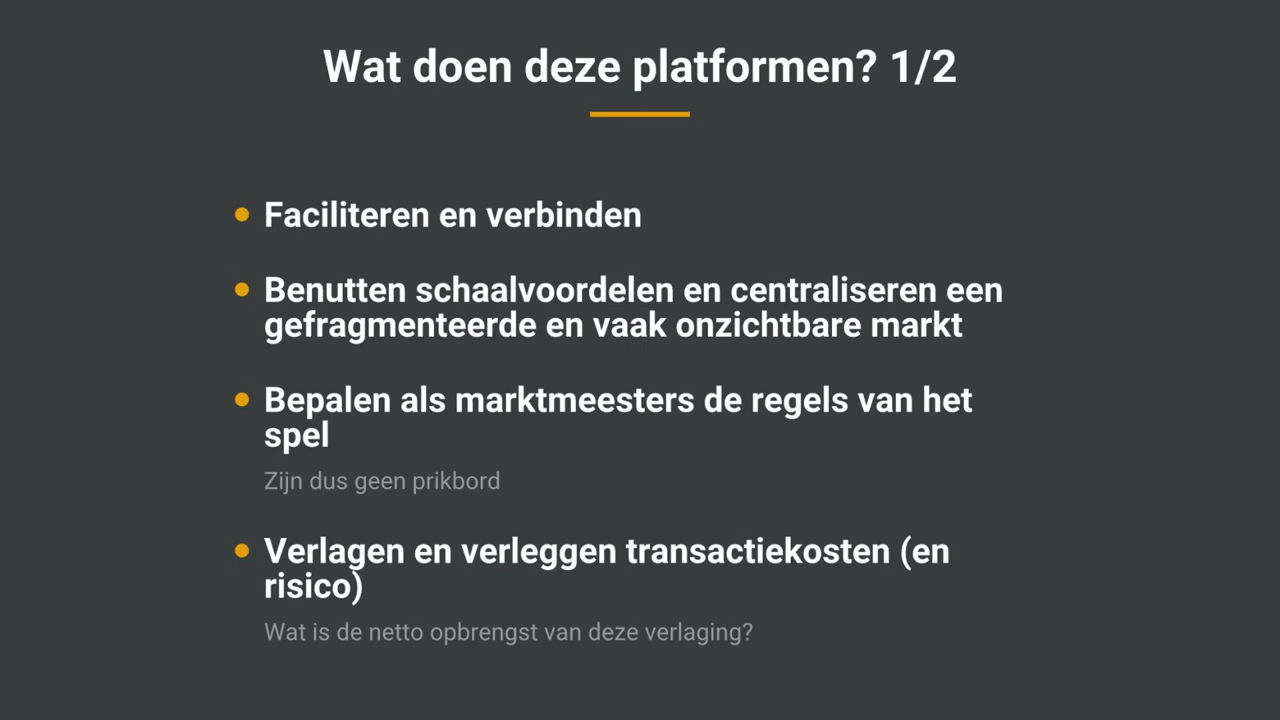 Wat doen deze platformen? 1/2
Faciliteren en verbinden
Benutten schaalvoordelen en centraliseren een
gefragmenteerde en vaak onzichtbare markt
Bepalen als marktmeesters de regels van het
spel
Zijn dus geen prikbord
Verlagen en verleggen transactiekosten (en
risico)
Wat is de netto opbrengst van deze verlaging?